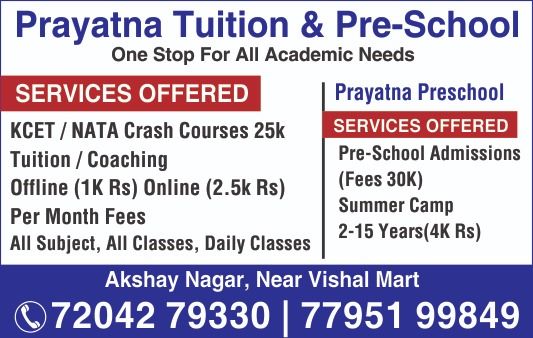 Prayatna Tuition & Pre-School
One Stop For All Academic Needs
SERVICES OFFERED
KCET / NATA Crash Courses 25k
Tuition / Coaching
Offline (1K Rs) Online (2.5k Rs)
Per Month Fees
All Subject, All Classes, Daily Classes
Prayatna Preschool
SERVICES OFFERED
Pre-School Admissions
(Fees 30K)
Summer Camp
2-15 Years(4K Rs)
Akshay Nagar, Near Vishal Mart
72042 79330 | 77951 99849